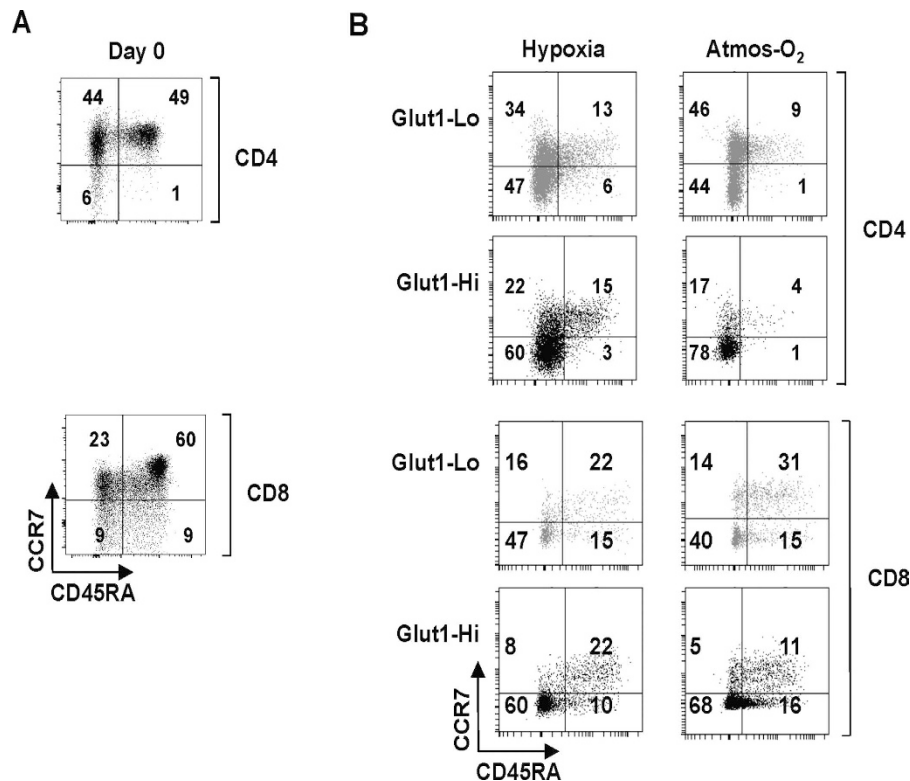 A
Day 0
44 49
6 1
CD4
23 60
9 9
CD8
CCR7
CD45RA
B
Hypoxia Atmos-O₂
Glut1-Lo
34 13 46 9
47 6 44 1
Glut1-Hi
22 15 17 4
60 3 78 1
CD4
Glut1-Lo
16 22 14 31
47 15 40 15
Glut1-Hi
8 22 5 11
60 10 68 16
CD8
CCR7
CD45RA